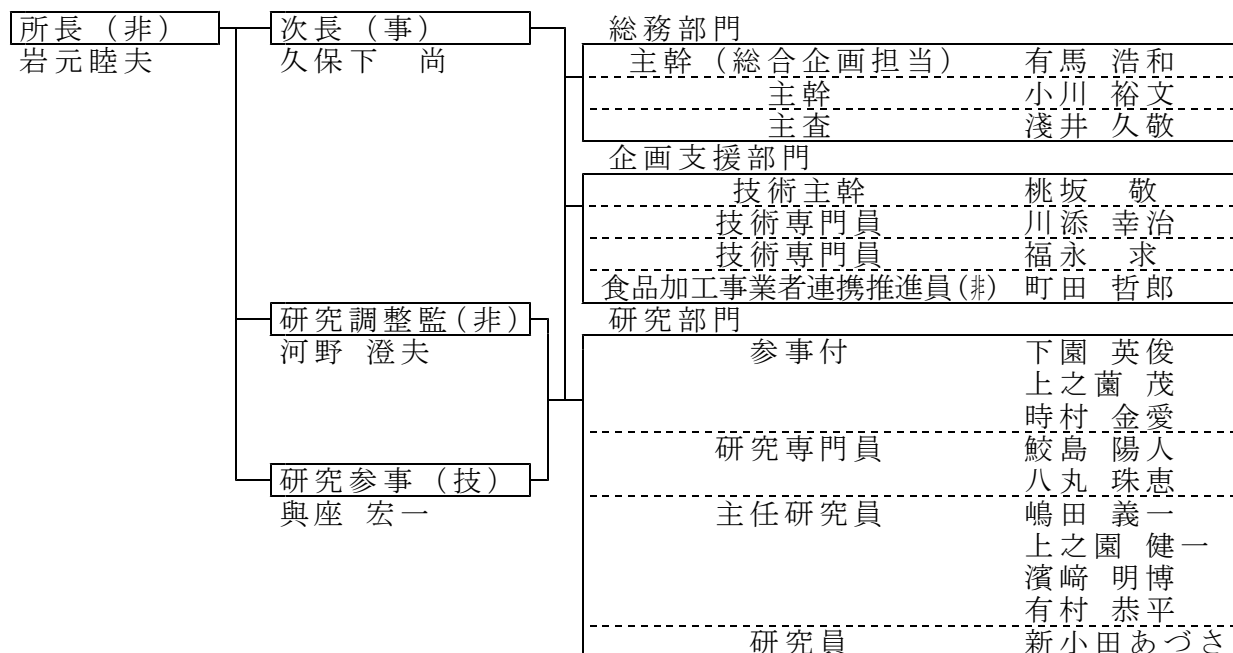 所長（非） 次長（事） 総務部門
岩元睦夫 久保下 尚 主幹（総合企画担当） 有馬 浩和
主幹 小川 裕文
主査 淺井 久敬
企画支援部門
技術主幹 桃坂 敬
技術専門員 川添 幸治
技術専門員 福永 求
食品加工事業者連携推進員(非) 町田 哲郎
研究調整監(非) 研究部門
河野 澄夫 参事付 下園 英俊
上之薗 茂
時村 金愛
研究専門員 鮫島 陽人
研究参事（技） 八丸 珠恵
與座 宏一 主任研究員 嶋田 義一
上之園 健一
濱﨑 明博
有村 恭平
研究員 新小田あづさ